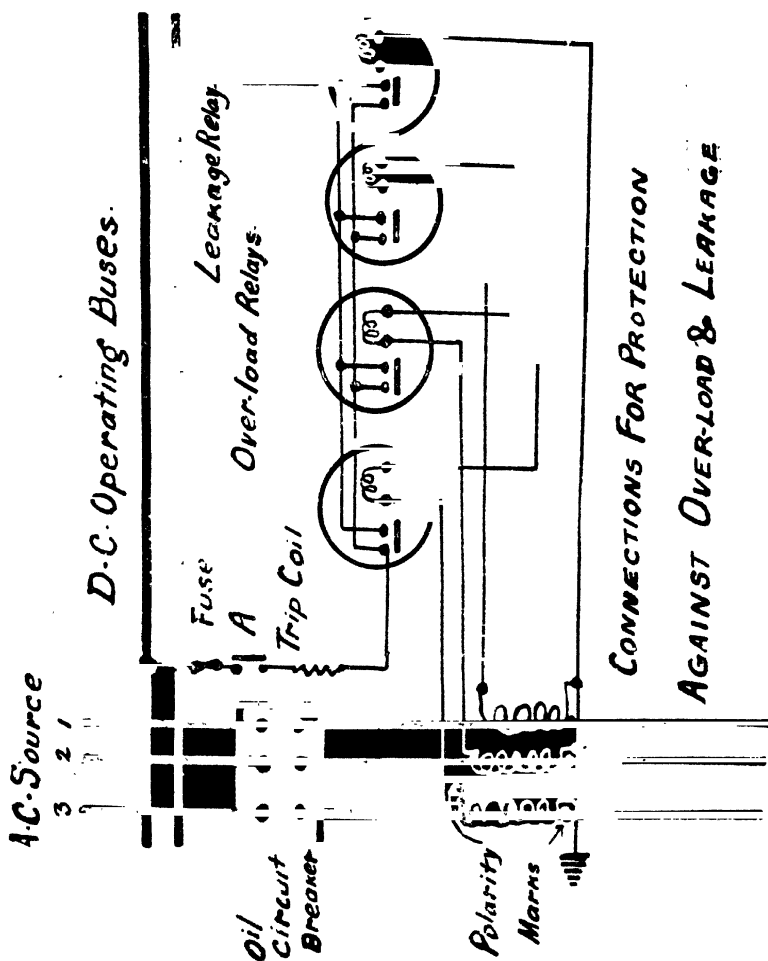 D-C-Operating Buses.
Leakage Relay
Over-load Relays.
Fuse
A
Trip Coil
A-C-Source
1
2
3
Oil
Circuit
Breaker
Polarity
Marks
CONNECTIONS FOR PROTECTION
AGAINST OVER-LOAD & LEAKAGE